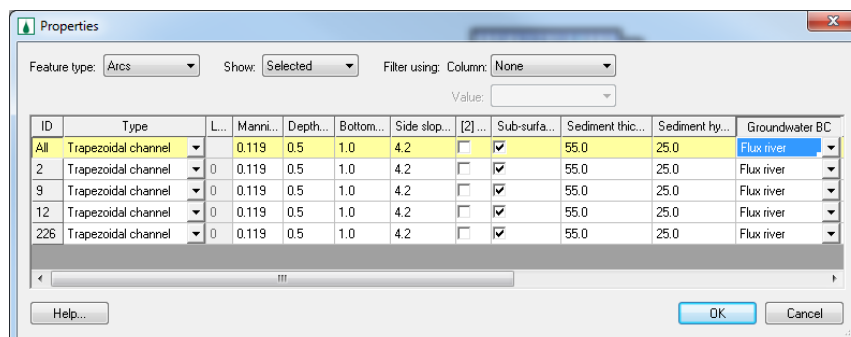 Properties
Feature type: Arcs Show: Selected Filter using: Column: None
Value:
ID Type L... Manni... Depth... Bottom... Side slop... [2] ... Sub-surfa... Sediment thic... Sediment hy... Groundwater BC
All Trapezoidal channel 0.119 0.5 1.0 4.2 55.0 25.0 Flux river
2 Trapezoidal channel 0 0.119 0.5 1.0 4.2 55.0 25.0 Flux river
9 Trapezoidal channel 0 0.119 0.5 1.0 4.2 55.0 25.0 Flux river
12 Trapezoidal channel 0 0.119 0.5 1.0 4.2 55.0 25.0 Flux river
226 Trapezoidal channel 0 0.119 0.5 1.0 4.2 55.0 25.0 Flux river
Help... OK Cancel